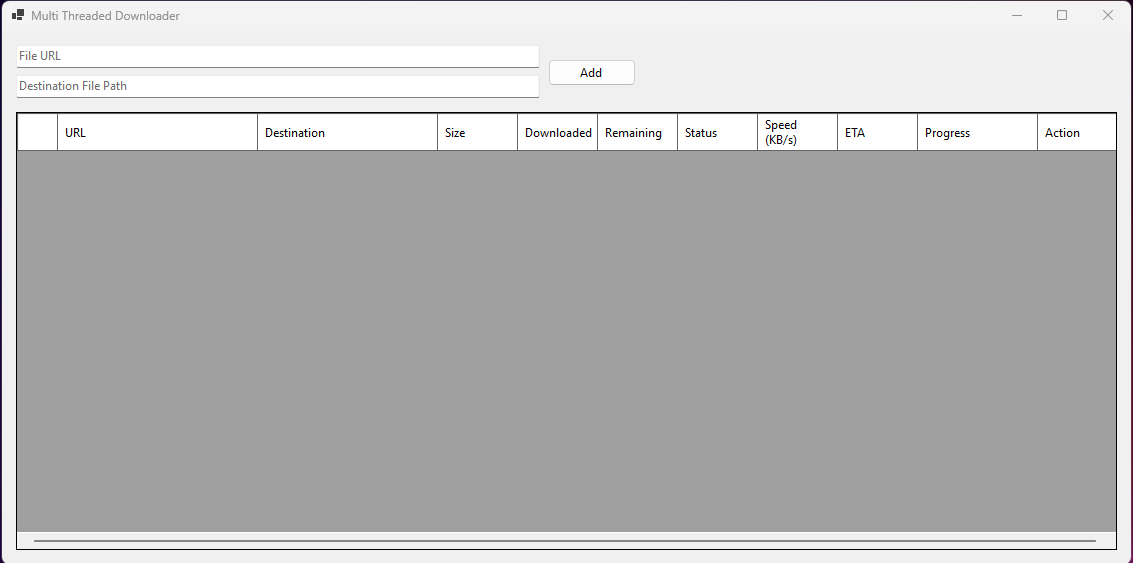 Multi Threaded Downloader
File URL
Destination File Path
Add
URL Destination Size Downloaded Remaining Status Speed (KB/s) ETA Progress Action